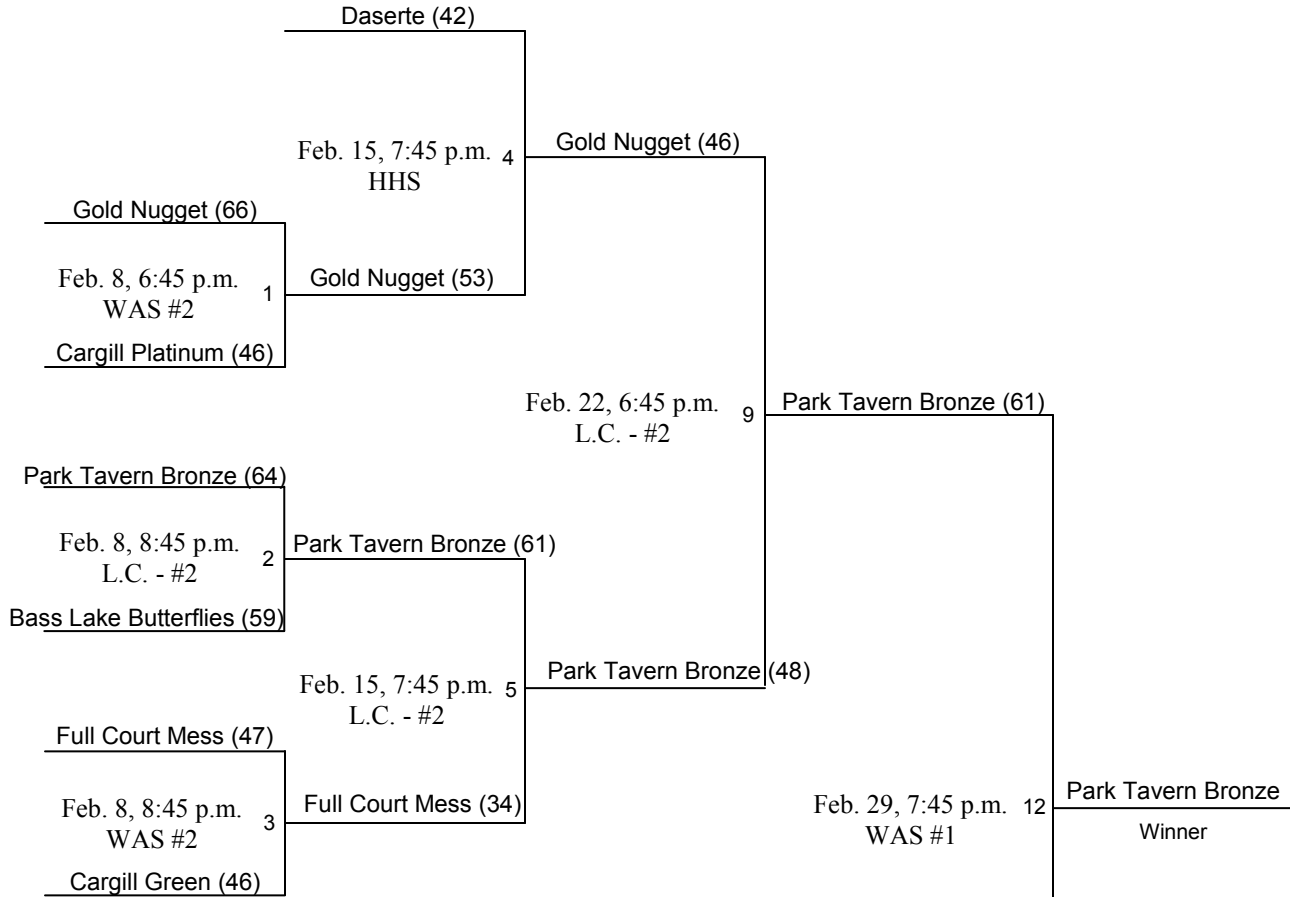 Daserte (42)
Feb. 15, 7:45 p.m. 4
HHS
Gold Nugget (46)
Gold Nugget (66)
Feb. 8, 6:45 p.m. 1
WAS #2
Gold Nugget (53)
Cargill Platinum (46)
Feb. 22, 6:45 p.m. 9
L.C. - #2
Park Tavern Bronze (61)
Park Tavern Bronze (64)
Feb. 8, 8:45 p.m. 2
L.C. - #2
Park Tavern Bronze (61)
Bass Lake Butterflies (59)
Feb. 15, 7:45 p.m. 5
L.C. - #2
Park Tavern Bronze (48)
Full Court Mess (47)
Feb. 8, 8:45 p.m. 3
WAS #2
Full Court Mess (34)
Cargill Green (46)
Feb. 29, 7:45 p.m. 12
WAS #1
Park Tavern Bronze
Winner